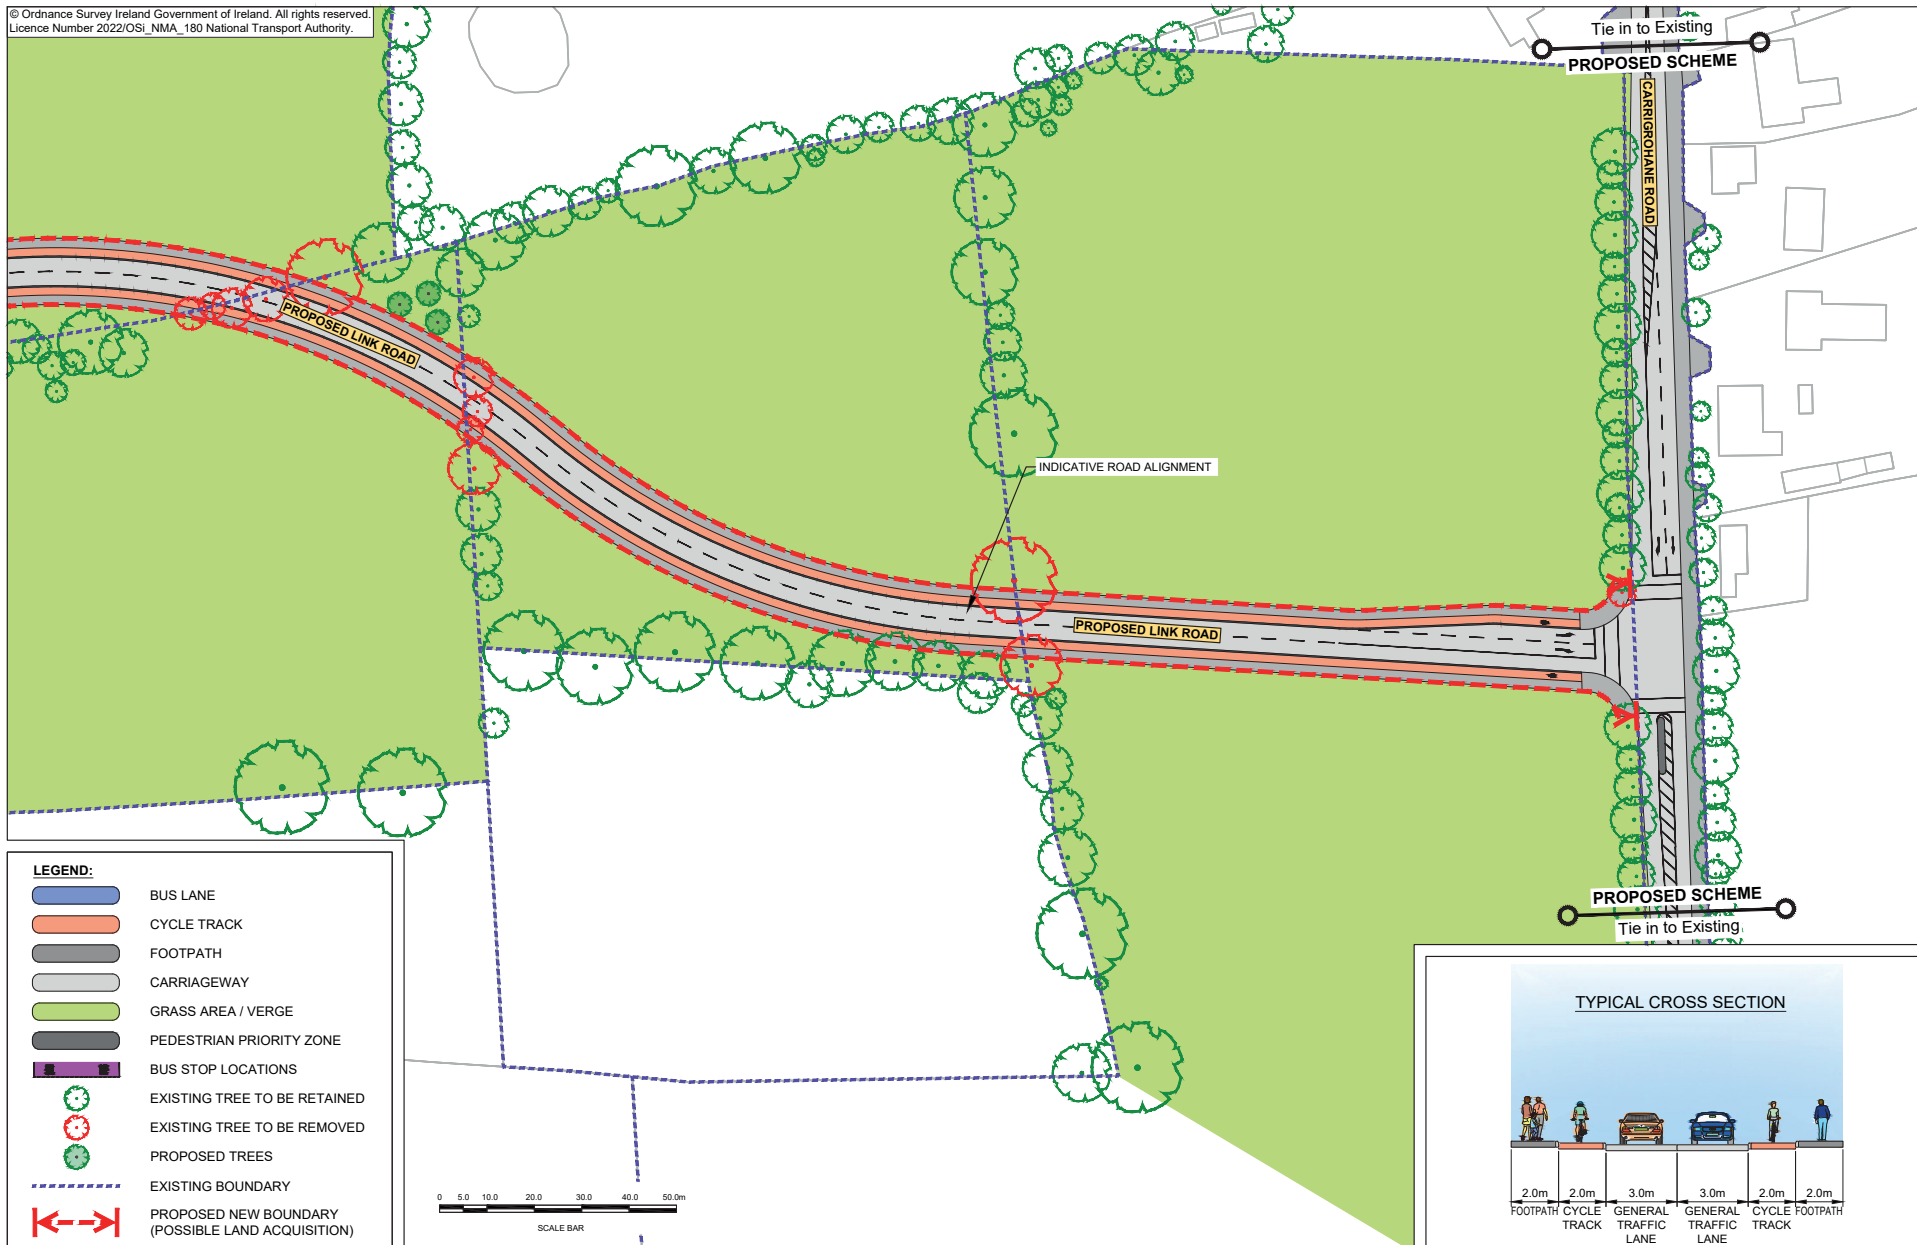 © Ordnance Survey Ireland Government of Ireland. All rights reserved.
Licence Number 2022/OSi_NMA_180 National Transport Authority.
Tie in to Existing
PROPOSED SCHEME
CARRIGROHANE ROAD
PROPOSED LINK ROAD
INDICATIVE ROAD ALIGNMENT
PROPOSED LINK ROAD
PROPOSED SCHEME
Tie in to Existing
LEGEND:
BUS LANE
CYCLE TRACK
FOOTPATH
CARRIAGEWAY
GRASS AREA / VERGE
PEDESTRIAN PRIORITY ZONE
BUS STOP LOCATIONS
EXISTING TREE TO BE RETAINED
EXISTING TREE TO BE REMOVED
PROPOSED TREES
EXISTING BOUNDARY
PROPOSED NEW BOUNDARY
(POSSIBLE LAND ACQUISITION)
0 5.0 10.0 20.0 30.0 40.0 50.0m
SCALE BAR
TYPICAL CROSS SECTION
2.0m 2.0m 3.0m 3.0m 2.0m 2.0m
FOOTPATH CYCLE GENERAL GENERAL CYCLE FOOTPATH
TRACK TRAFFIC TRAFFIC TRACK
LANE LANE